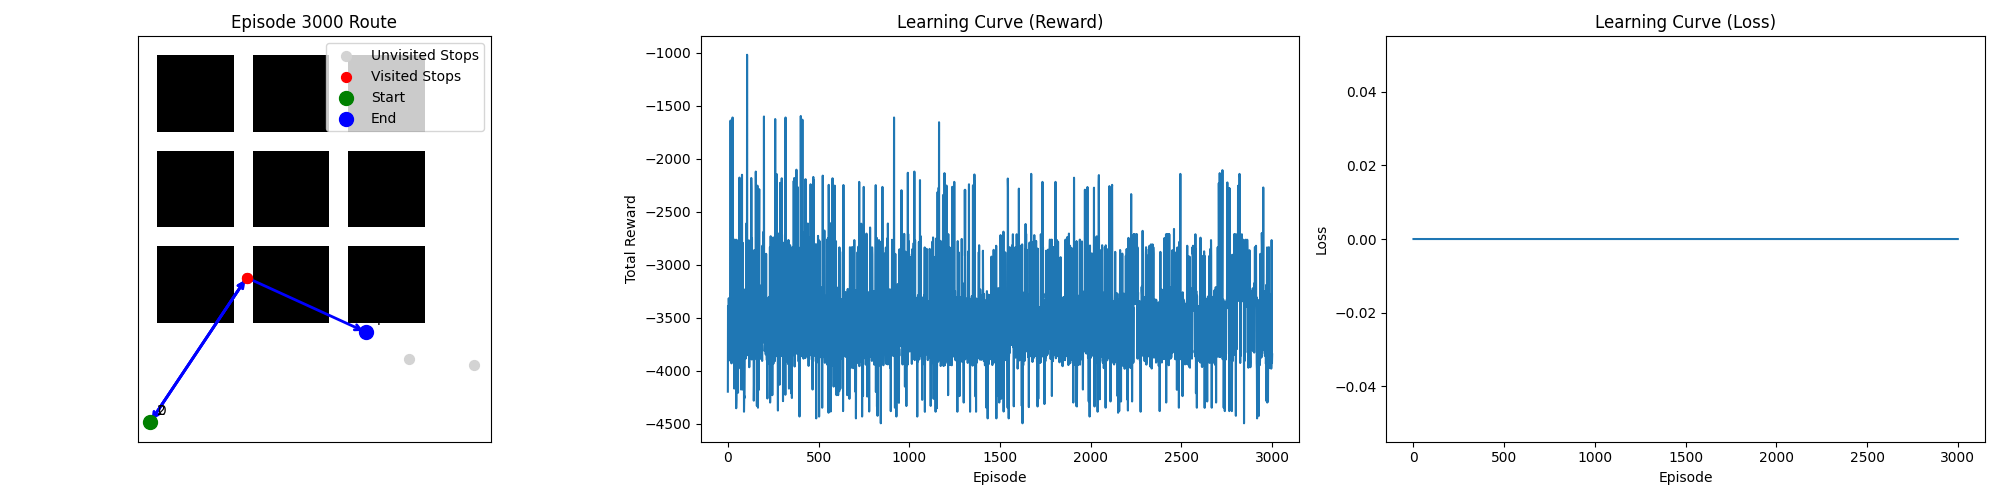 Episode 3000 Route
Unvisited Stops
Visited Stops
Start
End
0
Learning Curve (Reward)
Total Reward
−1000
−1500
−2000
−2500
−3000
−3500
−4000
−4500
0 500 1000 1500 2000 2500 3000
Episode
Learning Curve (Loss)
Loss
0.04
0.02
0.00
−0.02
−0.04
0 500 1000 1500 2000 2500 3000
Episode